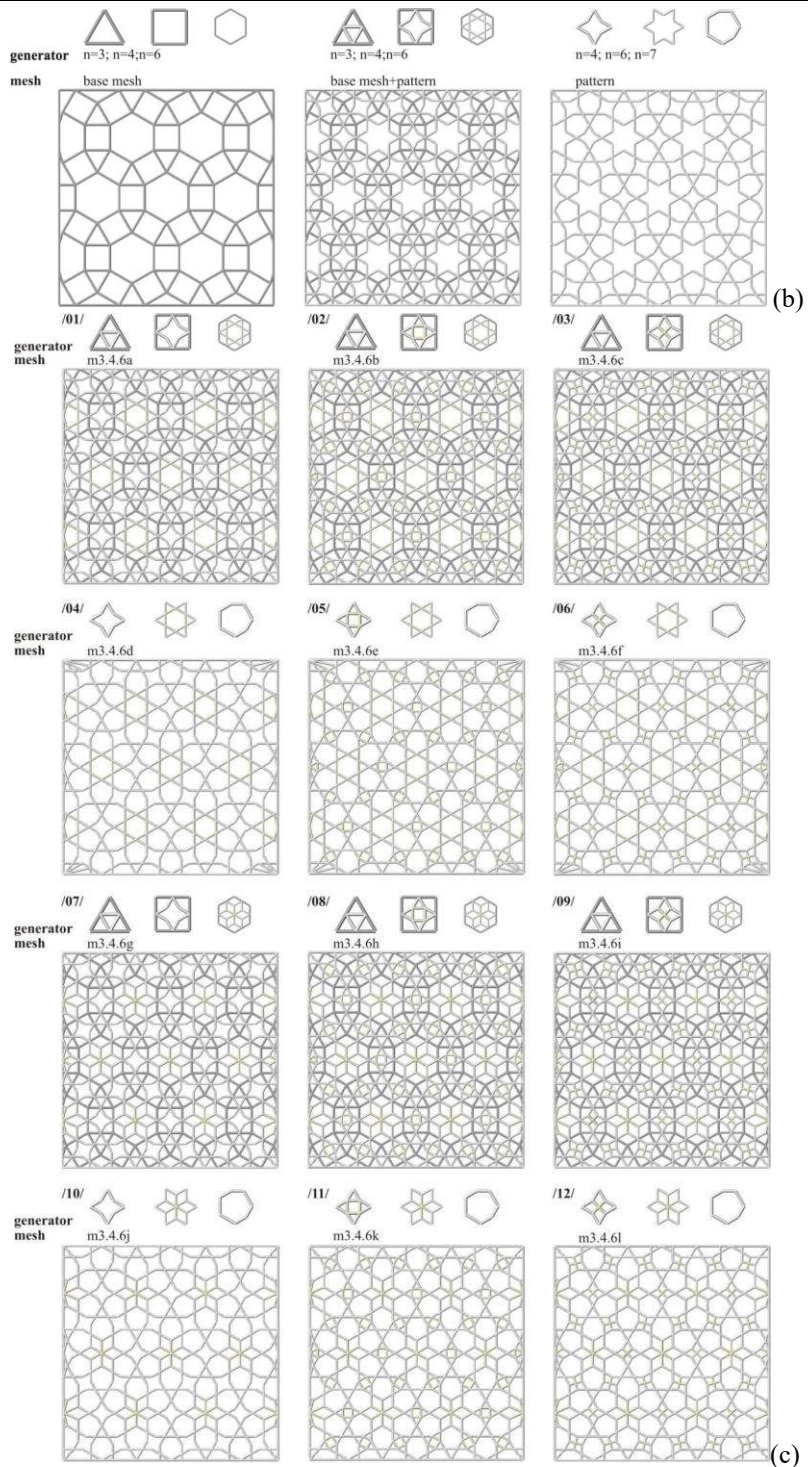 generator n=3; n=4;n=6 n=3; n=4;n=6 n=4; n=6; n=7
mesh base mesh base mesh+pattern pattern
(b)
/01/ /02/ /03/
generator
mesh m3.4.6a m3.4.6b m3.4.6c
/04/ /05/ /06/
generator
mesh m3.4.6d m3.4.6e m3.4.6f
/07/ /08/ /09/
generator
mesh m3.4.6g m3.4.6h m3.4.6i
/10/ /11/ /12/
generator
mesh m3.4.6j m3.4.6k m3.4.6l
(c)